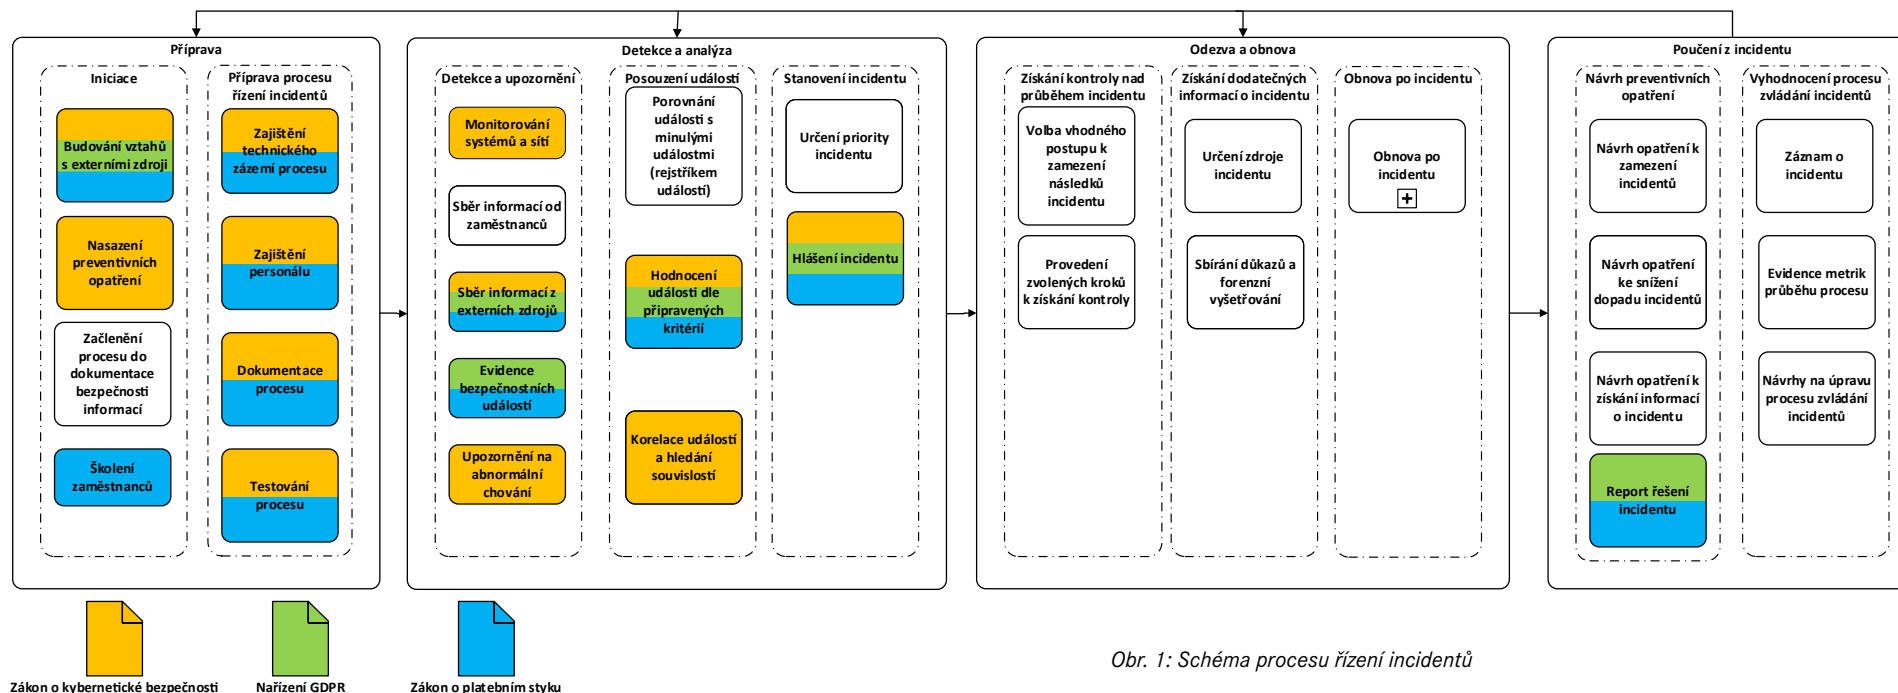 Příprava
Iniciace
Budování vztahů
s externími zdroji
Nasazení
preventivních
opatření
Začlenění
procesu do
dokumentace
bezpečnosti
informací
Školení
zaměstnanců
Příprava procesu
řízení incidentů
Zajištění
technického
zázemí procesu
Zajištění
personálu
Dokumentace
procesu
Testování
procesu
Detekce a analýza
Detekce a upozornění
Monitorování
systémů a sítí
Sběr informací od
zaměstnanců
Sběr informací z
externích zdrojů
Evidence
bezpečnostních
událostí
Upozornění na
abnormální
chování
Posouzení událostí
Porovnání
události s
minulými
událostmi
(rejstříkem
událostí)
Hodnocení
události dle
připravených
kritérií
Korelace událostí
a hledání
souvislostí
Stanovení incidentu
Určení priority
incidentu
Hlášení incidentu
Odezva a obnova
Získání kontroly nad
průběhem incidentu
Volba vhodného
postupu k
zamezení
následků
incidentu
Provedení
zvolených kroků
k získání kontroly
Získání dodatečných
informací o incidentu
Určení zdroje
incidentu
Sbírání důkazů a
forenzní
vyšetřování
Obnova po incidentu
Obnova po
incidentu
Poučení z incidentu
Návrh preventivních
opatření
Návrh opatření k
zamezení
incidentů
Návrh opatření
ke snížení
dopadu incidentů
Návrh opatření k
získání informací
o incidentu
Report řešení
incidentu
Vyhodnocení procesu
zvládání incidentů
Záznam o
incidentu
Evidence metrik
průběhu procesu
Návrhy na úpravu
procesu zvládání
incidentů
Zákon o kybernetické bezpečnosti
Nařízení GDPR
Zákon o platebním styku
Obr. 1: Schéma procesu řízení incidentů